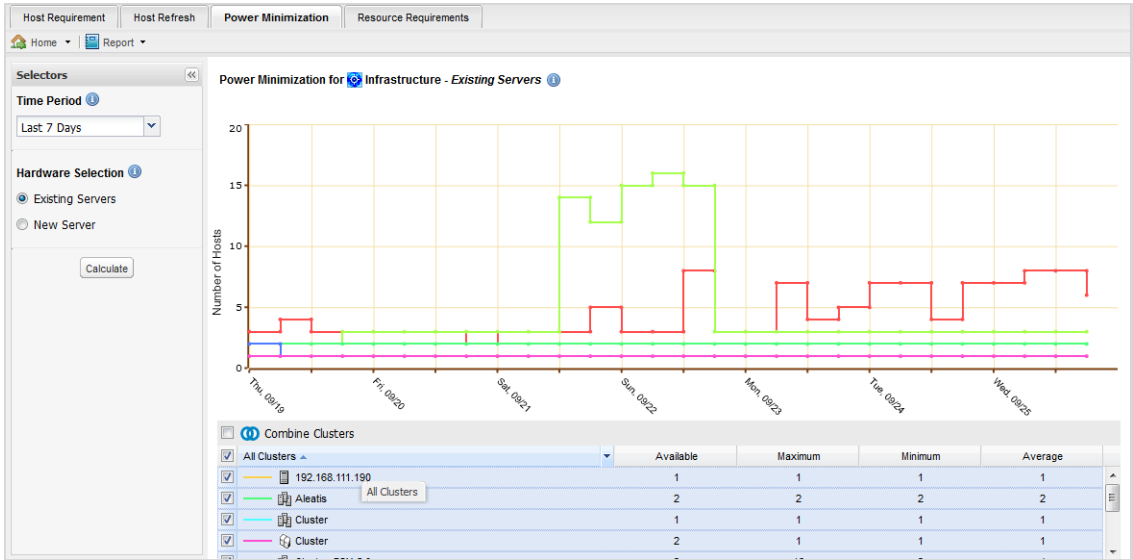 Host Requirement Host Refresh Power Minimization Resource Requirements
Home Report
Selectors
Time Period
Last 7 Days
Hardware Selection
Existing Servers
New Server
Calculate
Power Minimization for Infrastructure - Existing Servers
Number of Hosts
20
15
10
5
0
Thu, 09/19 Fri, 09/20 Sat, 09/21 Sun, 09/22 Mon, 09/23 Tue, 09/24 Wed, 09/25
Combine Clusters
All Clusters Available Maximum Minimum Average
192.168.111.190 1 1 1 1
All Clusters
Aleatis 2 2 2 2
Cluster 1 1 1 1
Cluster 2 1 1 1